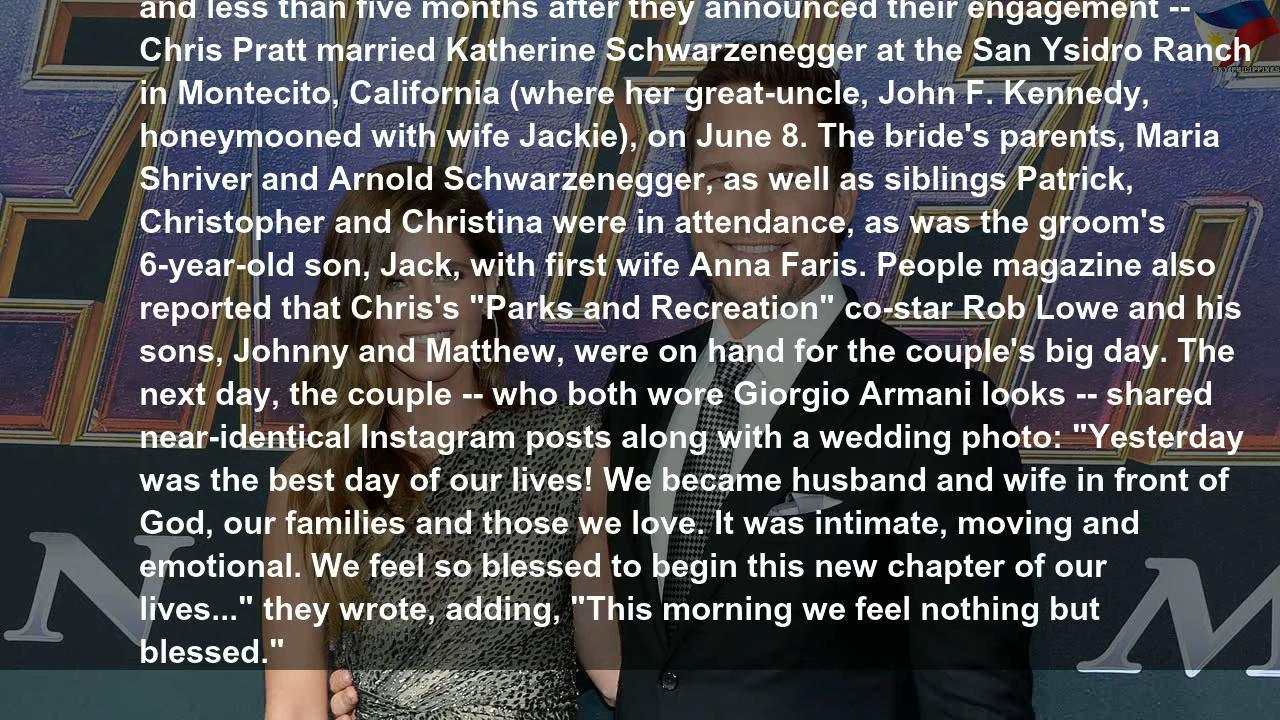 and less than five months after they announced their engagement --
Chris Pratt married Katherine Schwarzenegger at the San Ysidro Ranch
in Montecito, California (where her great-uncle, John F. Kennedy,
honeymooned with wife Jackie), on June 8. The bride's parents, Maria
Shriver and Arnold Schwarzenegger, as well as siblings Patrick,
Christopher and Christina were in attendance, as was the groom's
6-year-old son, Jack, with first wife Anna Faris. People magazine also
reported that Chris's "Parks and Recreation" co-star Rob Lowe and his
sons, Johnny and Matthew, were on hand for the couple's big day. The
next day, the couple -- who both wore Giorgio Armani looks -- shared
near-identical Instagram posts along with a wedding photo: "Yesterday
was the best day of our lives! We became husband and wife in front of
God, our families and those we love. It was intimate, moving and
emotional. We feel so blessed to begin this new chapter of our
lives..." they wrote, adding, "This morning we feel nothing but
blessed."